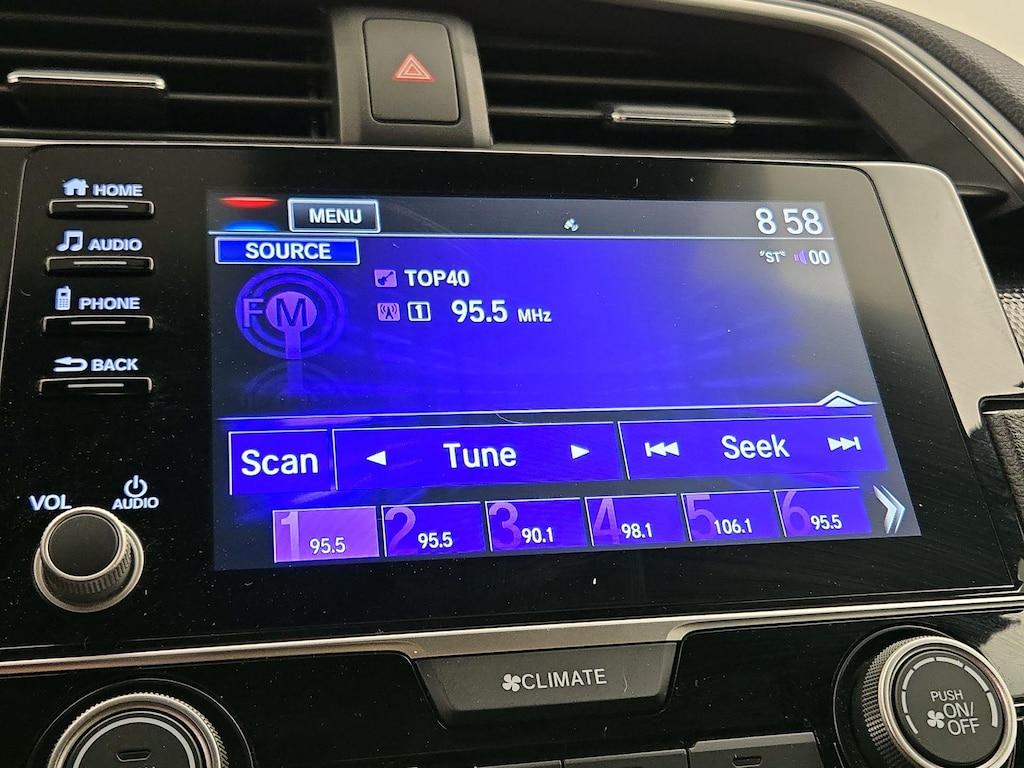 HOME
AUDIO
PHONE
BACK
VOL
AUDIO
MENU
8 58
SOURCE
"ST" 00
FM
TOP40
1 95.5 MHz
Scan
Tune
Seek
1 95.5
2 95.5
3 90.1
4 98.1
5 106.1
6 95.5
CLIMATE
PUSH
ON/
OFF